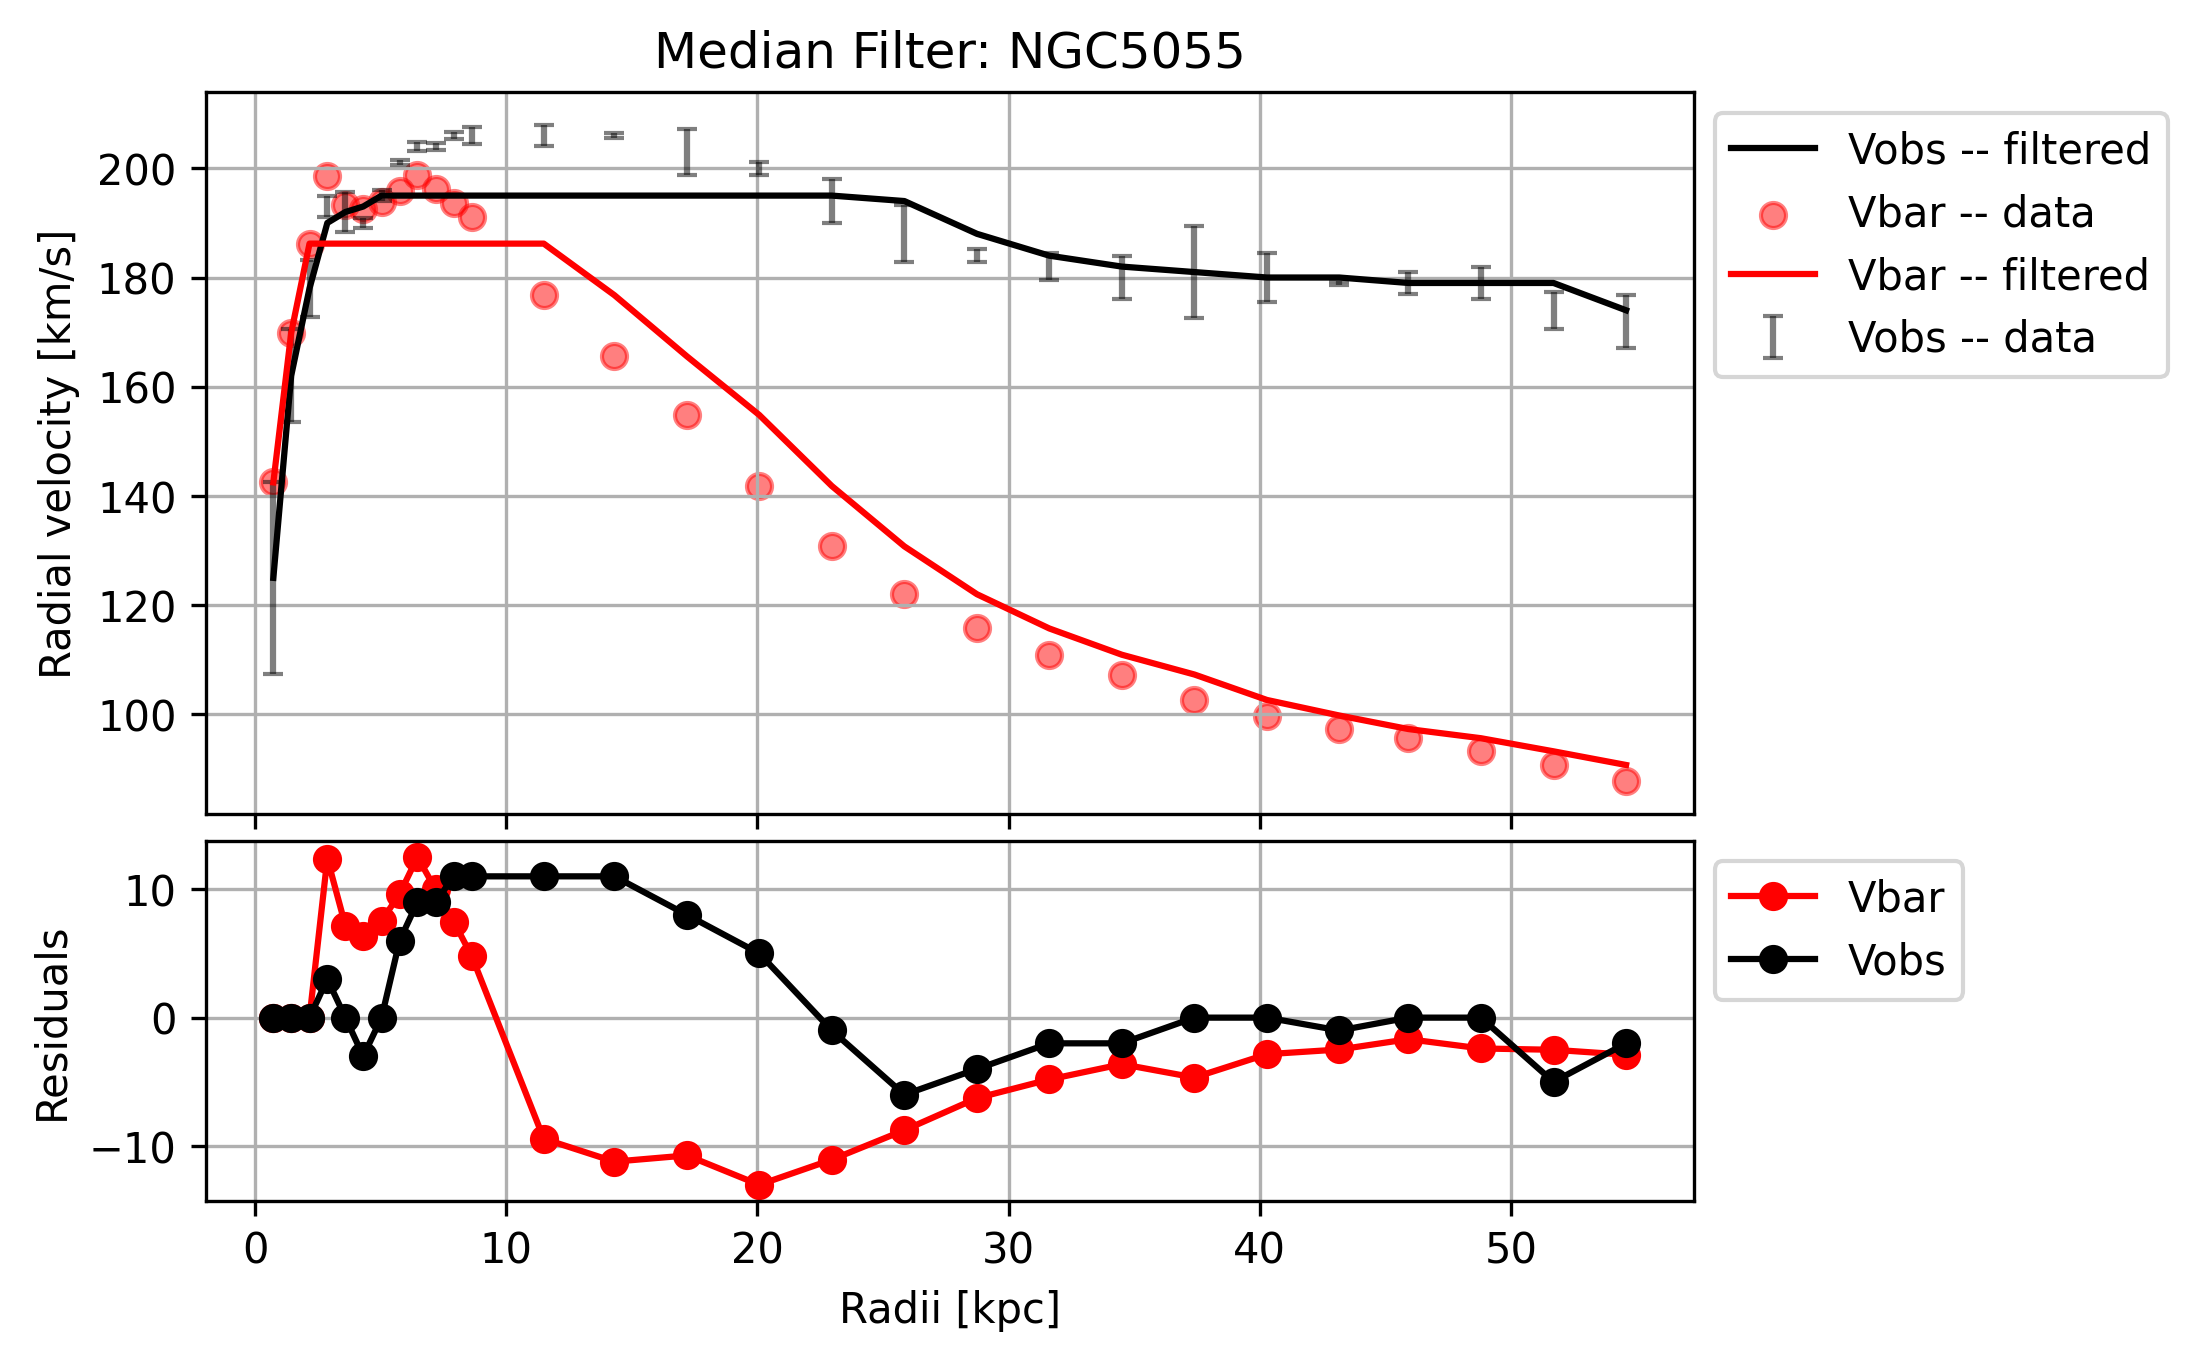 Median Filter: NGC5055
Radial velocity [km/s]
200
180
160
140
120
100
Vobs -- filtered
Vbar -- data
Vbar -- filtered
Vobs -- data
Residuals
10
0
−10
Vbar
Vobs
0 10 20 30 40 50
Radii [kpc]